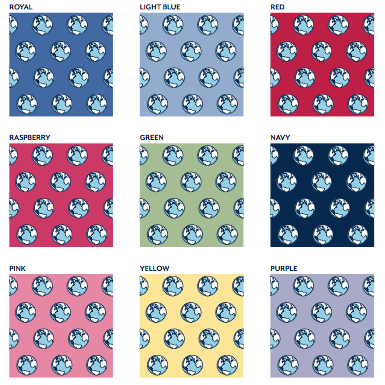 ROYAL
LIGHT BLUE
RED
RASPBERRY
GREEN
NAVY
PINK
YELLOW
PURPLE